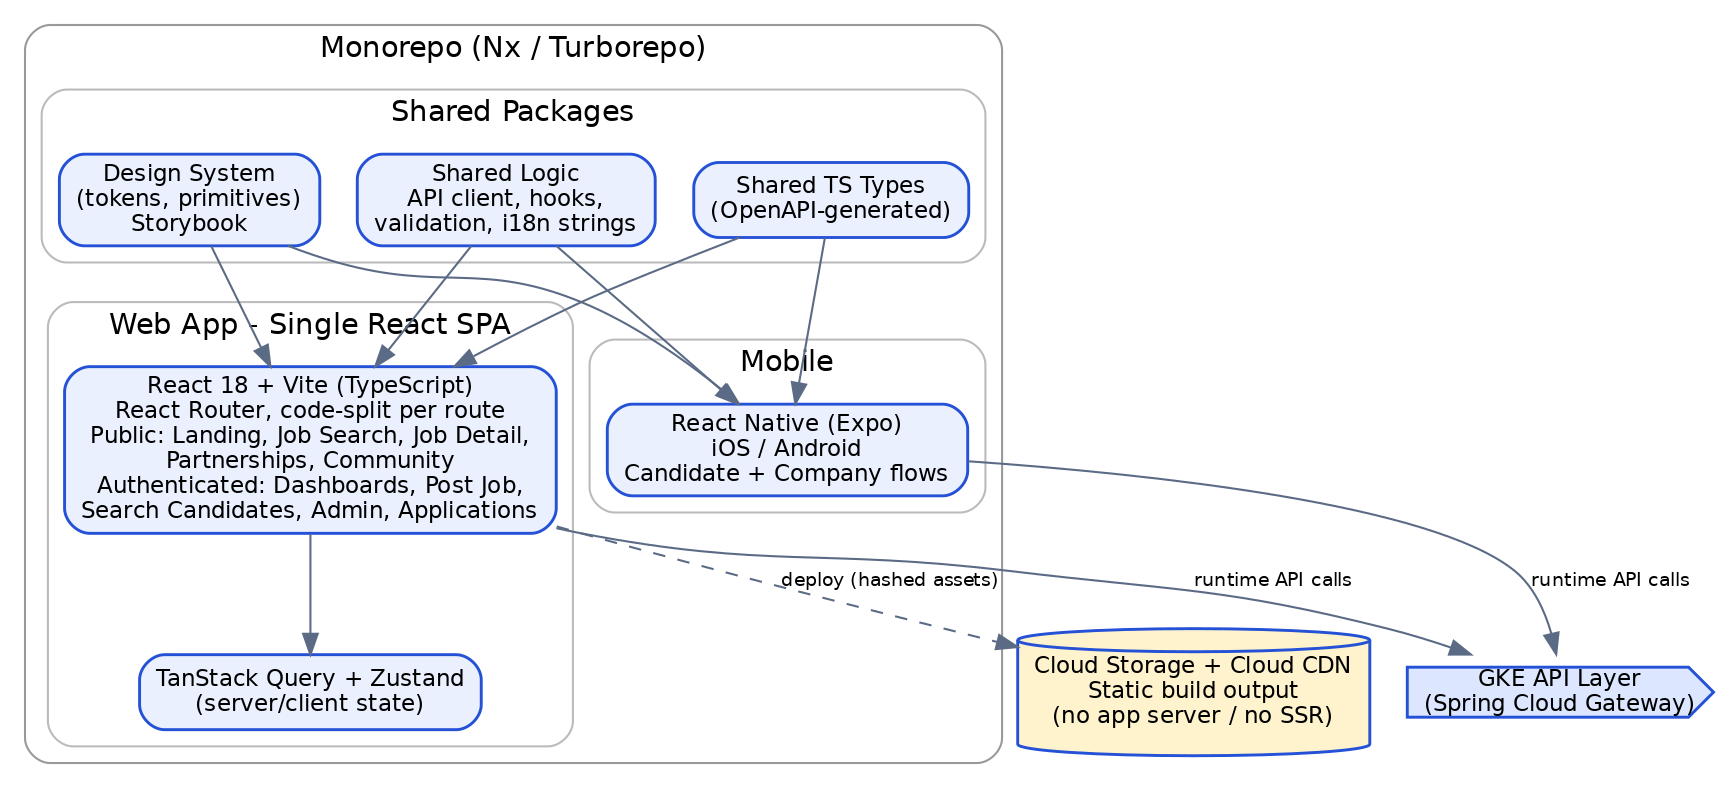 Monorepo (Nx / Turborepo)
Shared Packages
Design System
(tokens, primitives)
Storybook
Shared Logic
API client, hooks,
validation, i18n strings
Shared TS Types
(OpenAPI-generated)
Web App - Single React SPA
React 18 + Vite (TypeScript)
React Router, code-split per route
Public: Landing, Job Search, Job Detail,
Partnerships, Community
Authenticated: Dashboards, Post Job,
Search Candidates, Admin, Applications
Mobile
React Native (Expo)
iOS / Android
Candidate + Company flows
deploy (hashed assets)
runtime API calls
runtime API calls
TanStack Query + Zustand
(server/client state)
Cloud Storage + Cloud CDN
Static build output
(no app server / no SSR)
GKE API Layer
(Spring Cloud Gateway)